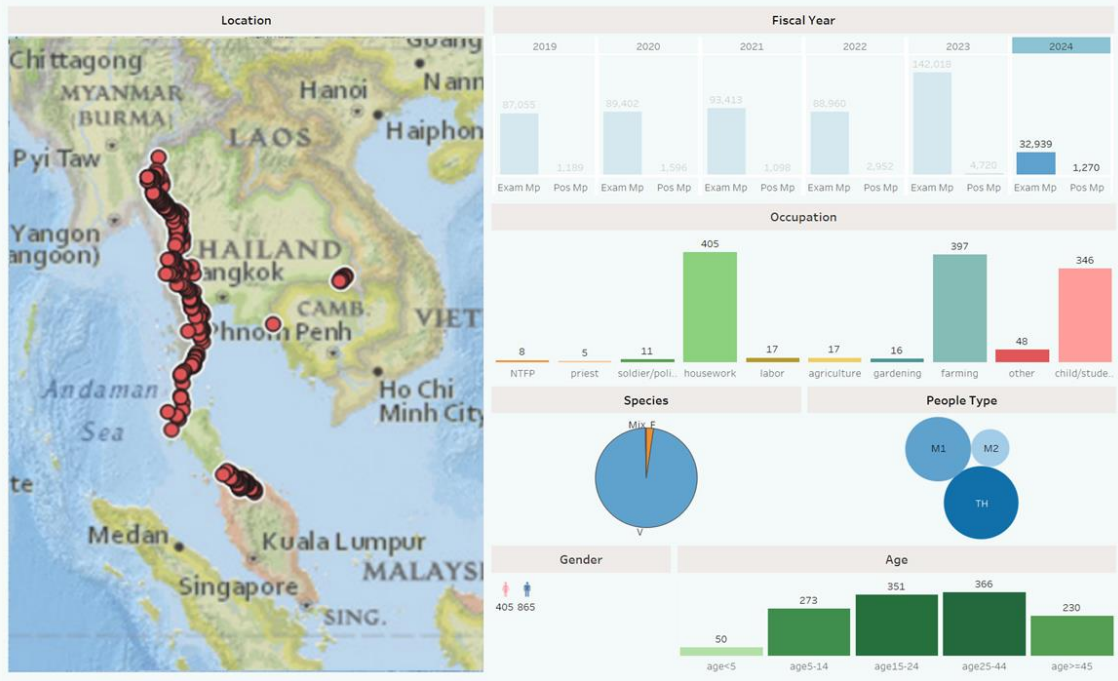 Location
Chittagong
MYANMAR
(BURMA)
Pyi Taw
Yangon
angoon)
Hanoi
Nann
Haiphon
LAOS
HAILAND
angkok
CAMB.
Phnom Penh
VIET
Ho Chi
Minh City
Andaman
Sea
te
Medan
Kuala Lumpur
MALAYSI
Singapore
SING.
Fiscal Year
2019 2020 2021 2022 2023 2024
87,055 1,189 89,402 1,596 93,413 1,098 88,960 2,952 142,018 4,720 32,939 1,270
Exam Mp Pos Mp Exam Mp Pos Mp Exam Mp Pos Mp Exam Mp Pos Mp Exam Mp Pos Mp Exam Mp Pos Mp
Occupation
8 5 11 405 17 17 16 397 48 346
NTFP priest soldier/poli.. housework labor agriculture gardening farming other child/stude..
Species
Mix F
V
People Type
M1 M2
TH
Gender
405 865
Age
50 273 351 366 230
age<5 age5-14 age15-24 age25-44 age>=45